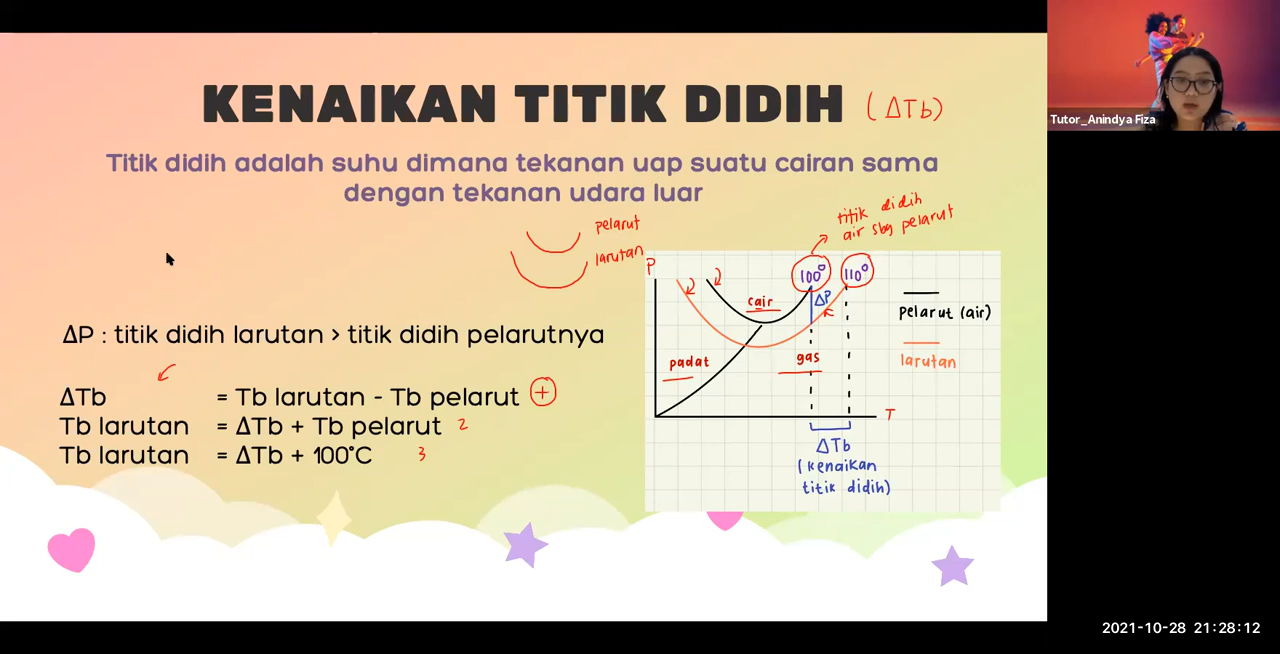 KENAIKAN TITIK DIDIH (ΔTb)
Titik didih adalah suhu dimana tekanan uap suatu cairan sama
dengan tekanan udara luar
pelarut
larutan
ΔP : titik didih larutan > titik didih pelarutnya
ΔTb = Tb larutan - Tb pelarut +
Tb larutan = ΔTb + Tb pelarut 2
Tb larutan = ΔTb + 100°C 3
titik didih
air sbg pelarut
P
100°
110°
cair
ΔP
padat
gas
T
ΔTb
(kenaikan
titik didih)
pelarut (air)
larutan
Tutor_Anindya Fiza
2021-10-28 21:28:12